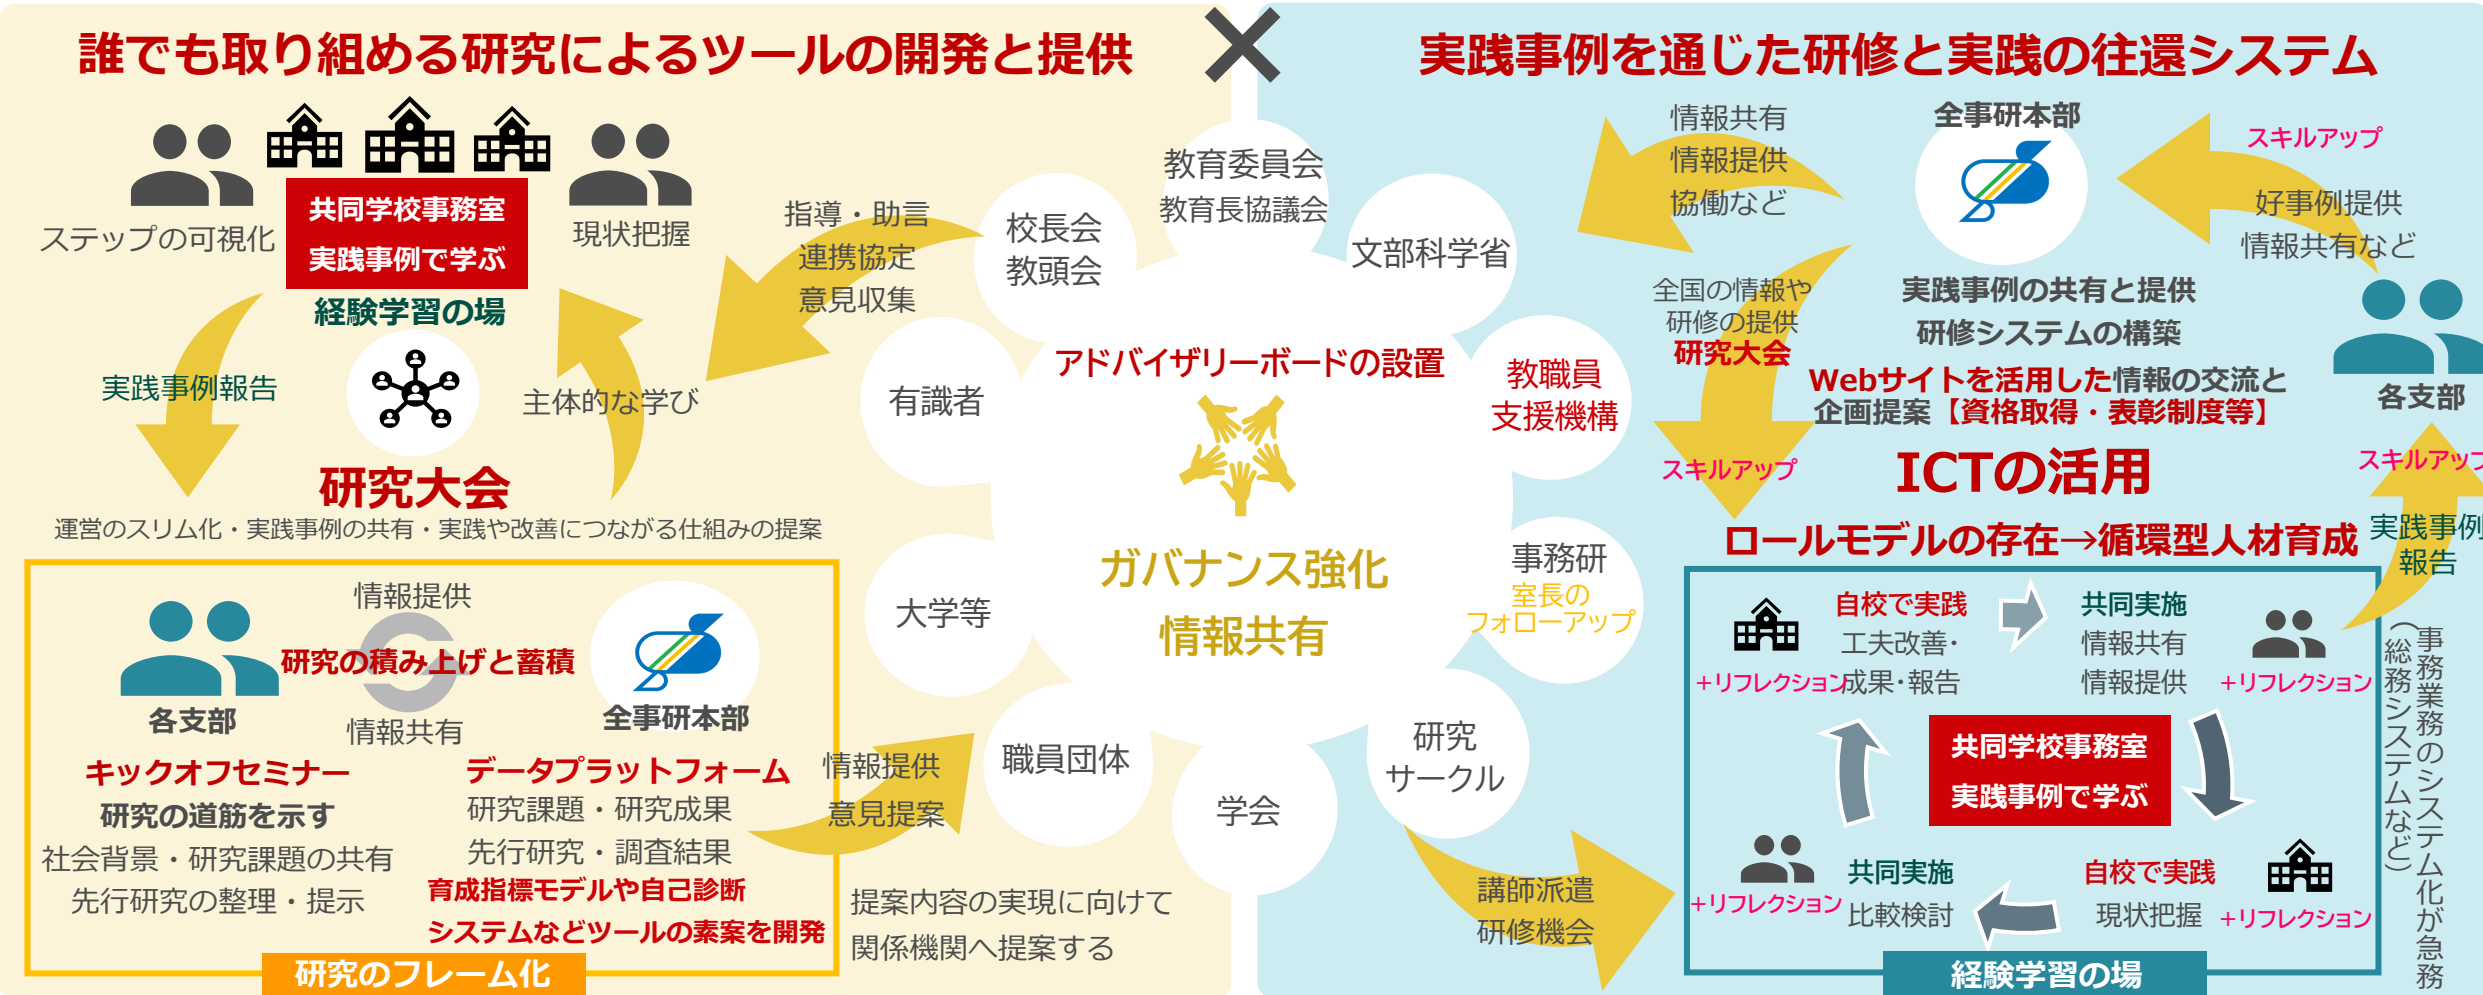 誰でも取り組める研究によるツールの開発と提供
ステップの可視化
共同学校事務室
実践事例で学ぶ
現状把握
経験学習の場
実践事例報告
主体的な学び
研究大会
運営のスリム化・実践事例の共有・実践や改善につながる仕組みの提案
情報提供
研究の積み上げと蓄積
情報共有
各支部
全事研本部
キックオフセミナー
研究の道筋を示す
社会背景・研究課題の共有
先行研究の整理・提示
データプラットフォーム
研究課題・研究成果
先行研究・調査結果
育成指標モデルや自己診断
システムなどツールの素案を開発
研究のフレーム化
指導・助言
連携協定
意見収集
情報提供
意見提案
提案内容の実現に向けて
関係機関へ提案する
教育委員会
教育長協議会
校長会
教頭会
文部科学省
有識者
教職員
支援機構
大学等
事務研
室長の
フォローアップ
職員団体
学会
研究
サークル
アドバイザリーボードの設置
ガバナンス強化
情報共有
実践事例を通じた研修と実践の往還システム
情報共有
情報提供
協働など
全事研本部
スキルアップ
好事例提供
情報共有など
全国の情報や
研修の提供
研究大会
実践事例の共有と提供
研修システムの構築
Webサイトを活用した情報の交流と
企画提案【資格取得・表彰制度等】
各支部
スキルアップ
ICTの活用
スキルアップ
ロールモデルの存在→循環型人材育成
実践事例
報告
自校で実践
工夫改善・
成果・報告
+リフレクション
共同実施
情報共有
情報提供
+リフレクション
共同学校事務室
実践事例で学ぶ
共同実施
比較検討
+リフレクション
自校で実践
現状把握
+リフレクション
経験学習の場
事務業務のシステム化が急務
（総務システムなど）
講師派遣
研修機会